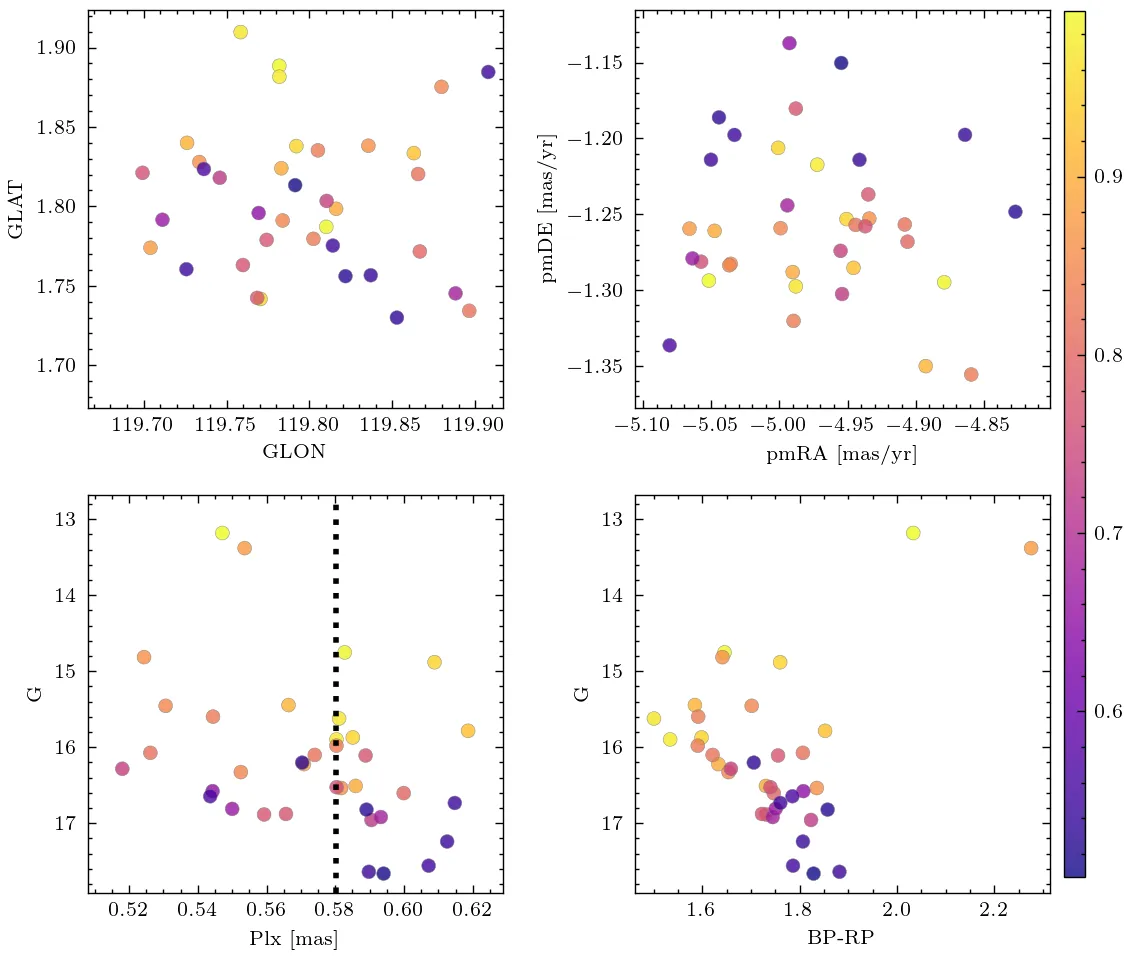 1.90
1.85
1.80
1.75
1.70
GLAT
119.70 119.75 119.80 119.85 119.90
GLON
−1.15
−1.20
−1.25
−1.30
−1.35
pmDE [mas/yr]
−5.10 −5.05 −5.00 −4.95 −4.90 −4.85
pmRA [mas/yr]
0.9
0.8
0.7
0.6
13
14
15
16
17
G
0.52 0.54 0.56 0.58 0.60 0.62
Plx [mas]
13
14
15
16
17
G
1.6 1.8 2.0 2.2
BP-RP